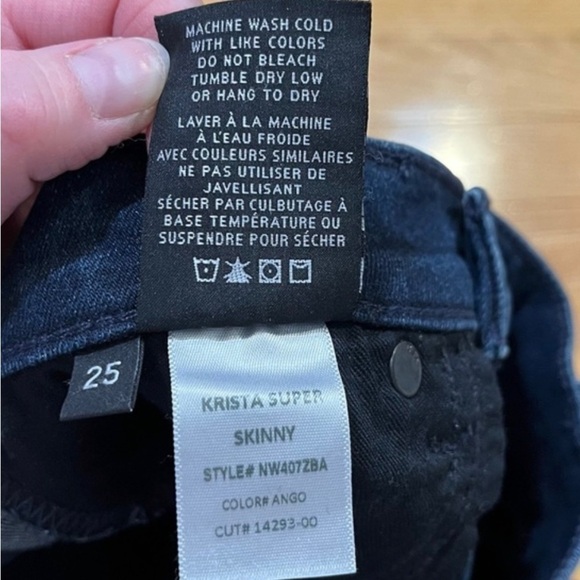 MACHINE WASH COLD
WITH LIKE COLORS
DO NOT BLEACH
TUMBLE DRY LOW
OR HANG TO DRY
LAVER À LA MACHINE
À L'EAU FROIDE
AVEC COULEURS SIMILAIRES
NE PAS UTILISER DE
JAVELLISANT
SÉCHER PAR CULBUTAGE À
BASE TEMPÉRATURE OU
SUSPENDRE POUR SÉCHER
25
KRISTA SUPER
SKINNY
STYLE# NW407ZBA
COLOR# ANGO
CUT# 14293-00